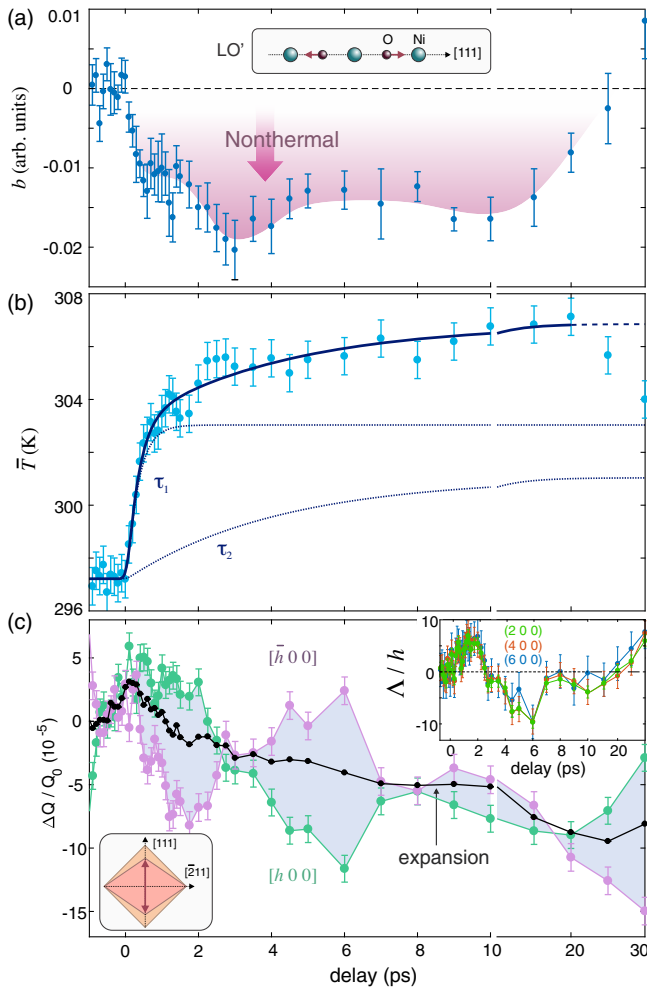 (a)
0.01
0
-0.01
-0.02
b (arb. units)
LO'
O
Ni
[111]
Nonthermal
(b)
308
304
300
296
T̄ (K)
τ₁
τ₂
(c)
5
0
-5
-10
-15
ΔQ / Q₀ (10⁻⁵)
[h̄ 0 0]
[h 0 0]
expansion
[111]
[2̄11]
10
0
-10
Λ / h
(2 0 0)
(4 0 0)
(6 0 0)
0 2 4 6 8 10 20
delay (ps)
0 2 4 6 8 10 20 30
delay (ps)